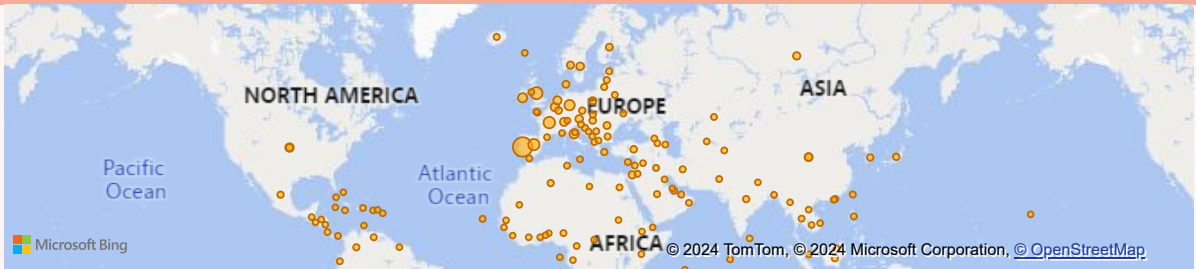 NORTH AMERICA
EUROPE
ASIA
Pacific
Ocean
Atlantic
Ocean
AFRICA
Microsoft Bing
© 2024 TomTom, © 2024 Microsoft Corporation, © OpenStreetMap